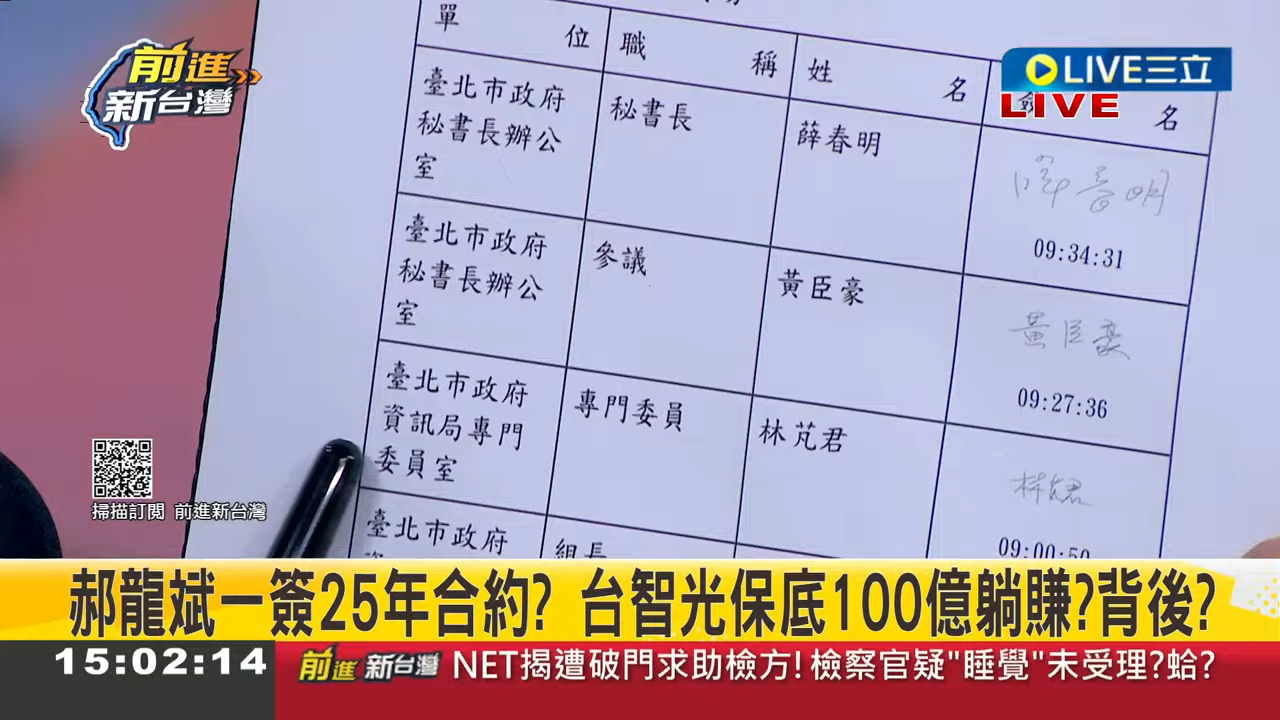 單位 職稱 姓名 名
臺北市政府
秘書長辦公
室
秘書長
薛春明
薛春明
09:34:31
臺北市政府
秘書長辦公
室
參議
黃臣豪
黃臣豪
09:27:36
臺北市政府
資訊局專門
委員室
專門委員
林芃君
09:00:50
臺北市政府
組長
前進
新台灣
LIVE三立
LIVE
掃描訂閱 前進新台灣
郝龍斌一簽25年合約? 台智光保底100億躺賺?背後?
15:02:14
前進新台灣 NET揭遭破門求助檢方!檢察官疑"睡覺"未受理?蛤?